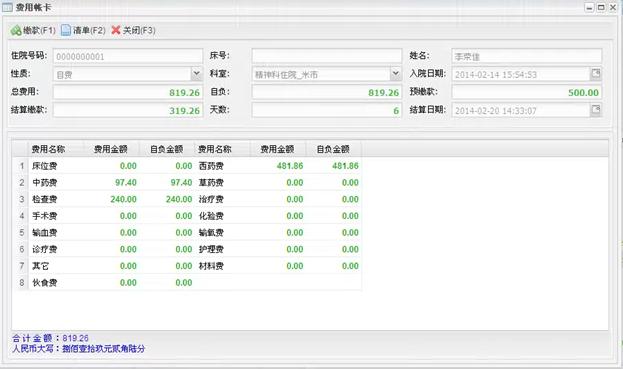 费用帐卡
缴款(F1) 清单(F2) 关闭(F3)
住院号码: 0000000001 床号: 姓名: 李荣佳
性质: 自费 科室: 精神科住院_米市 入院日期: 2014-02-14 15:54:53
总费用: 819.26 自负: 819.26 预缴款: 500.00
结算缴款: 319.26 天数: 6 结算日期: 2014-02-20 14:33:07
费用名称 费用金额 自负金额 费用名称 费用金额 自负金额
1 床位费 0.00 0.00 西药费 481.86 481.86
2 中药费 97.40 97.40 草药费 0.00 0.00
3 检查费 240.00 240.00 治疗费 0.00 0.00
4 手术费 0.00 0.00 化验费 0.00 0.00
5 输血费 0.00 0.00 输氧费 0.00 0.00
6 诊疗费 0.00 0.00 护理费 0.00 0.00
7 其它 0.00 0.00 材料费 0.00 0.00
8 伙食费 0.00 0.00
合计金额:819.26
人民币大写:捌佰壹拾玖元贰角陆分